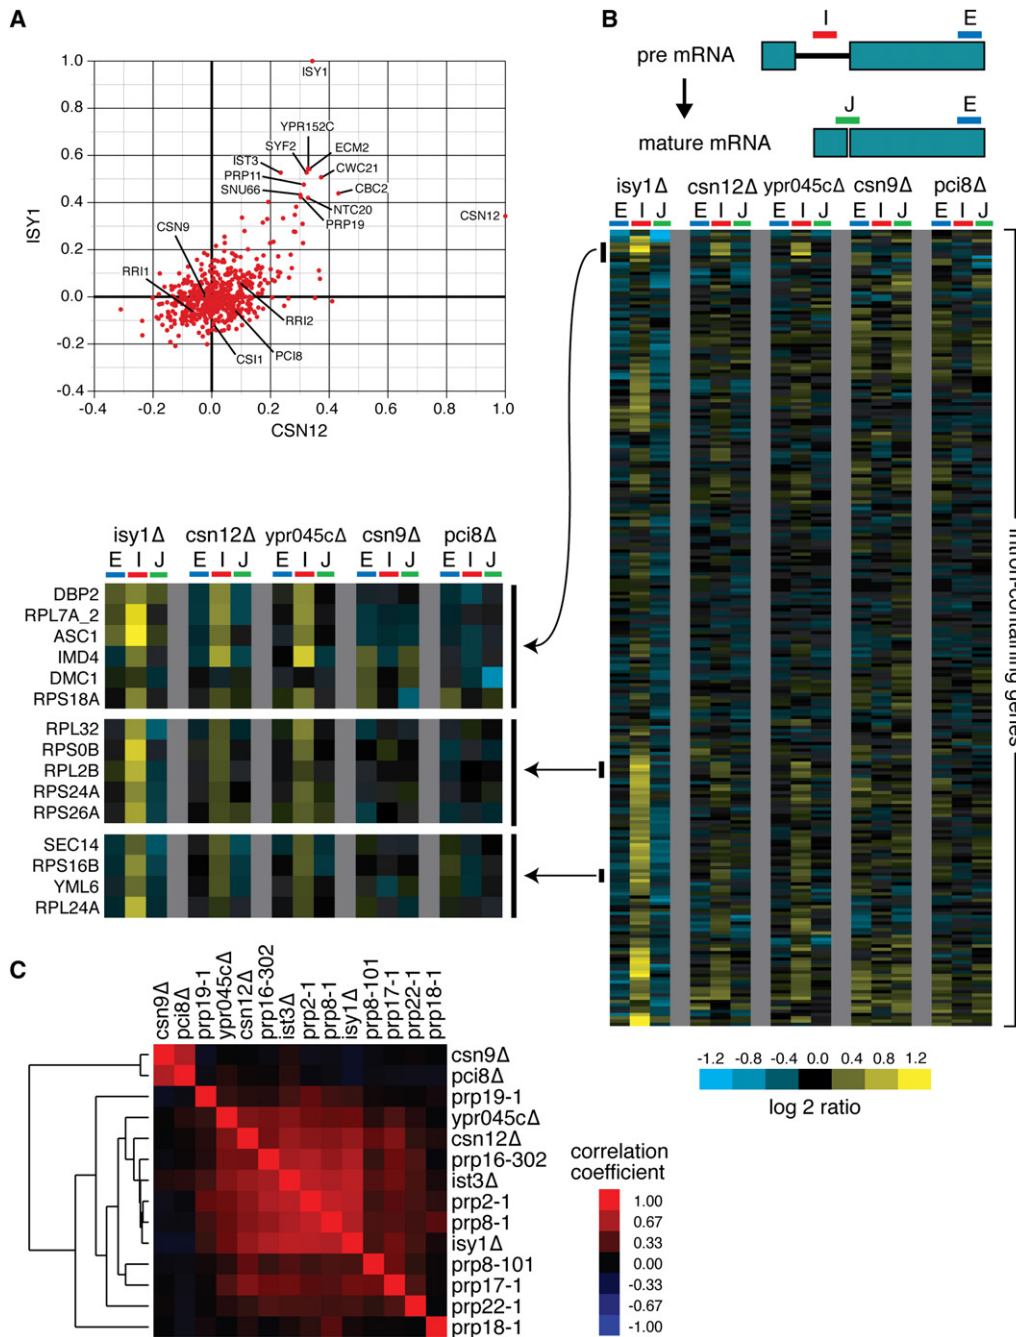 A
1.0
0.8
0.6
0.4
0.2
0.0
-0.2
-0.4
-0.4
-0.2
0.0
0.2
0.4
0.6
0.8
1.0
ISY1
CSN12
ISY1
YPR152C
SYF2
ECM2
IST3
CWC21
PRP11
CBC2
SNU66
NTC20
PRP19
CSN12
CSN9
RRI1
RRI2
CSI1
PCI8
B
I
E
pre mRNA
J
E
mature mRNA
isy1Δ csn12Δ ypr045cΔ csn9Δ pci8Δ
E I J E I J E I J E I J E I J
Intron-containing genes
-1.2 -0.8 -0.4 0.0 0.4 0.8 1.2
log 2 ratio
isy1Δ csn12Δ ypr045cΔ csn9Δ pci8Δ
E I J E I J E I J E I J E I J
DBP2
RPL7A_2
ASC1
IMD4
DMC1
RPS18A
RPL32
RPS0B
RPL2B
RPS24A
RPS26A
SEC14
RPS16B
YML6
RPL24A
C
csn9Δ
pci8Δ
prp19-1
ypr045cΔ
csn12Δ
prp16-302
ist3Δ
prp2-1
prp8-1
isy1Δ
prp8-101
prp17-1
prp22-1
prp18-1
csn9Δ
pci8Δ
prp19-1
ypr045cΔ
csn12Δ
prp16-302
ist3Δ
prp2-1
prp8-1
isy1Δ
prp8-101
prp17-1
prp22-1
prp18-1
correlation
coefficient
1.00
0.67
0.33
0.00
-0.33
-0.67
-1.00